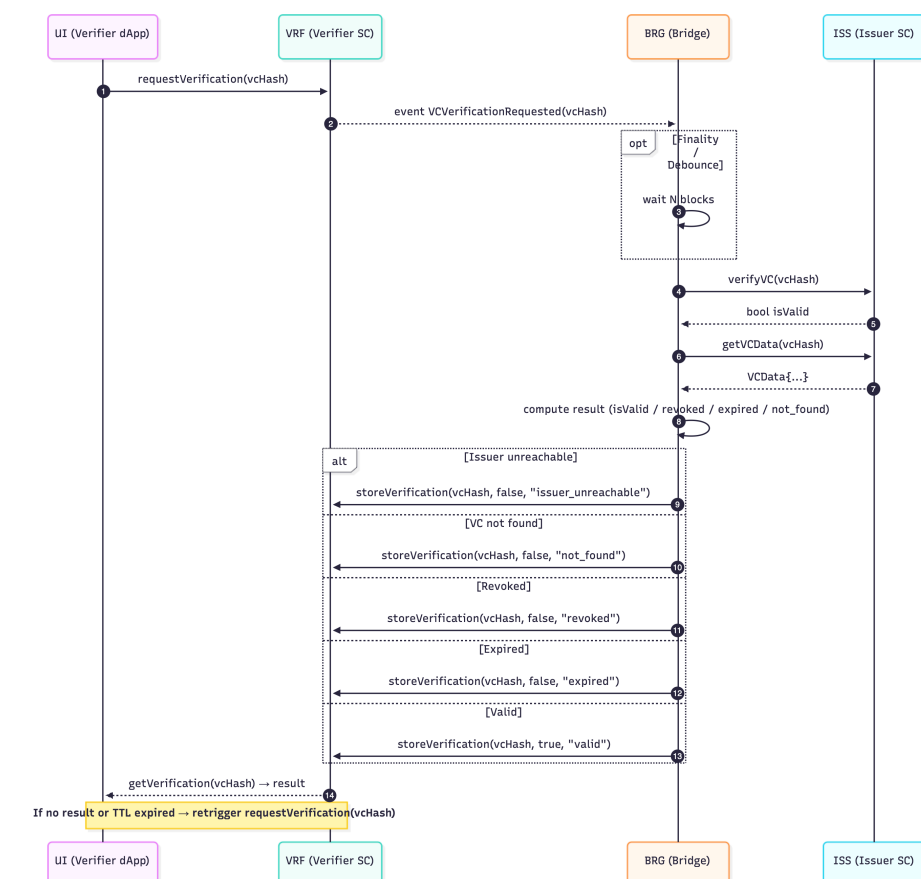 UI (Verifier dApp)
VRF (Verifier SC)
BRG (Bridge)
ISS (Issuer SC)
requestVerification(vcHash)
1
event VCVerificationRequested(vcHash)
2
opt
[Finality
/
Debounce]
wait N blocks
3
verifyVC(vcHash)
4
bool isValid
5
getVCData(vcHash)
6
VCData{...}
7
compute result (isValid / revoked / expired / not_found)
8
alt
[Issuer unreachable]
storeVerification(vcHash, false, "issuer_unreachable")
9
[VC not found]
storeVerification(vcHash, false, "not_found")
10
[Revoked]
storeVerification(vcHash, false, "revoked")
11
[Expired]
storeVerification(vcHash, false, "expired")
12
[Valid]
storeVerification(vcHash, true, "valid")
13
getVerification(vcHash) → result
14
If no result or TTL expired → retrigger requestVerification(vcHash)
UI (Verifier dApp)
VRF (Verifier SC)
BRG (Bridge)
ISS (Issuer SC)